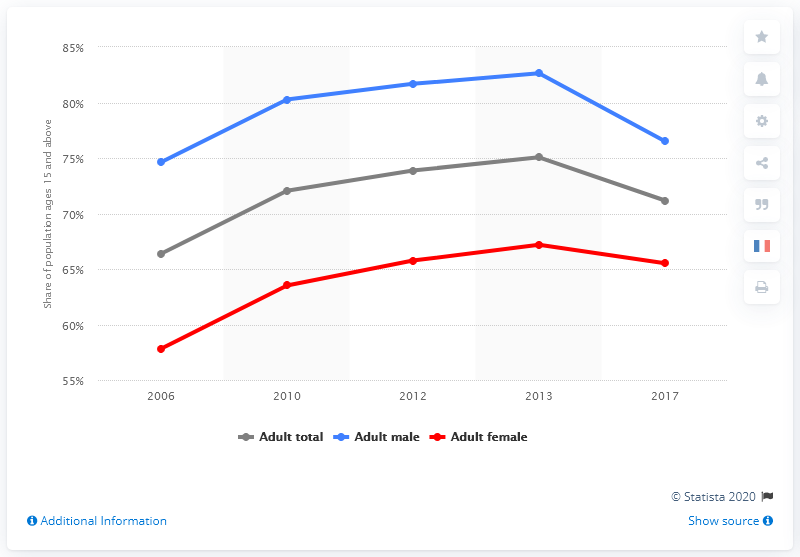 85%
80%
75%
70%
65%
60%
55%
Share of population ages 15 and above
2006 2010 2012 2013 2017
Adult total Adult male Adult female
© Statista 2020
Additional Information Show source